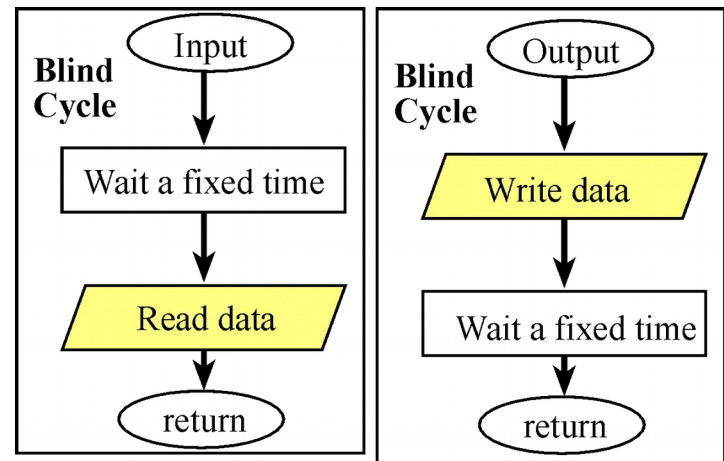 Input
Blind
Cycle
Wait a fixed time
Read data
return
Output
Blind
Cycle
Write data
Wait a fixed time
return